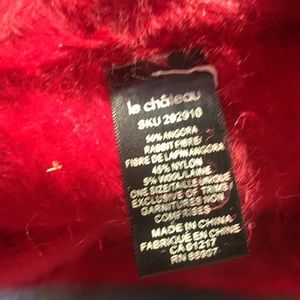 le château
SKU 292910
50% ANGORA
RABBIT FIBRE/
FIBRE DE LAPIN ANGORA
45% NYLON
5% WOOL/LAINE
ONE SIZE/TAILLE UNIQUE
EXCLUSIVE OF TRIMS/
GARNITURES NON
COMPRISES
MADE IN CHINA/
FABRIQUÉ EN CHINE
CA 01217
RN 88907